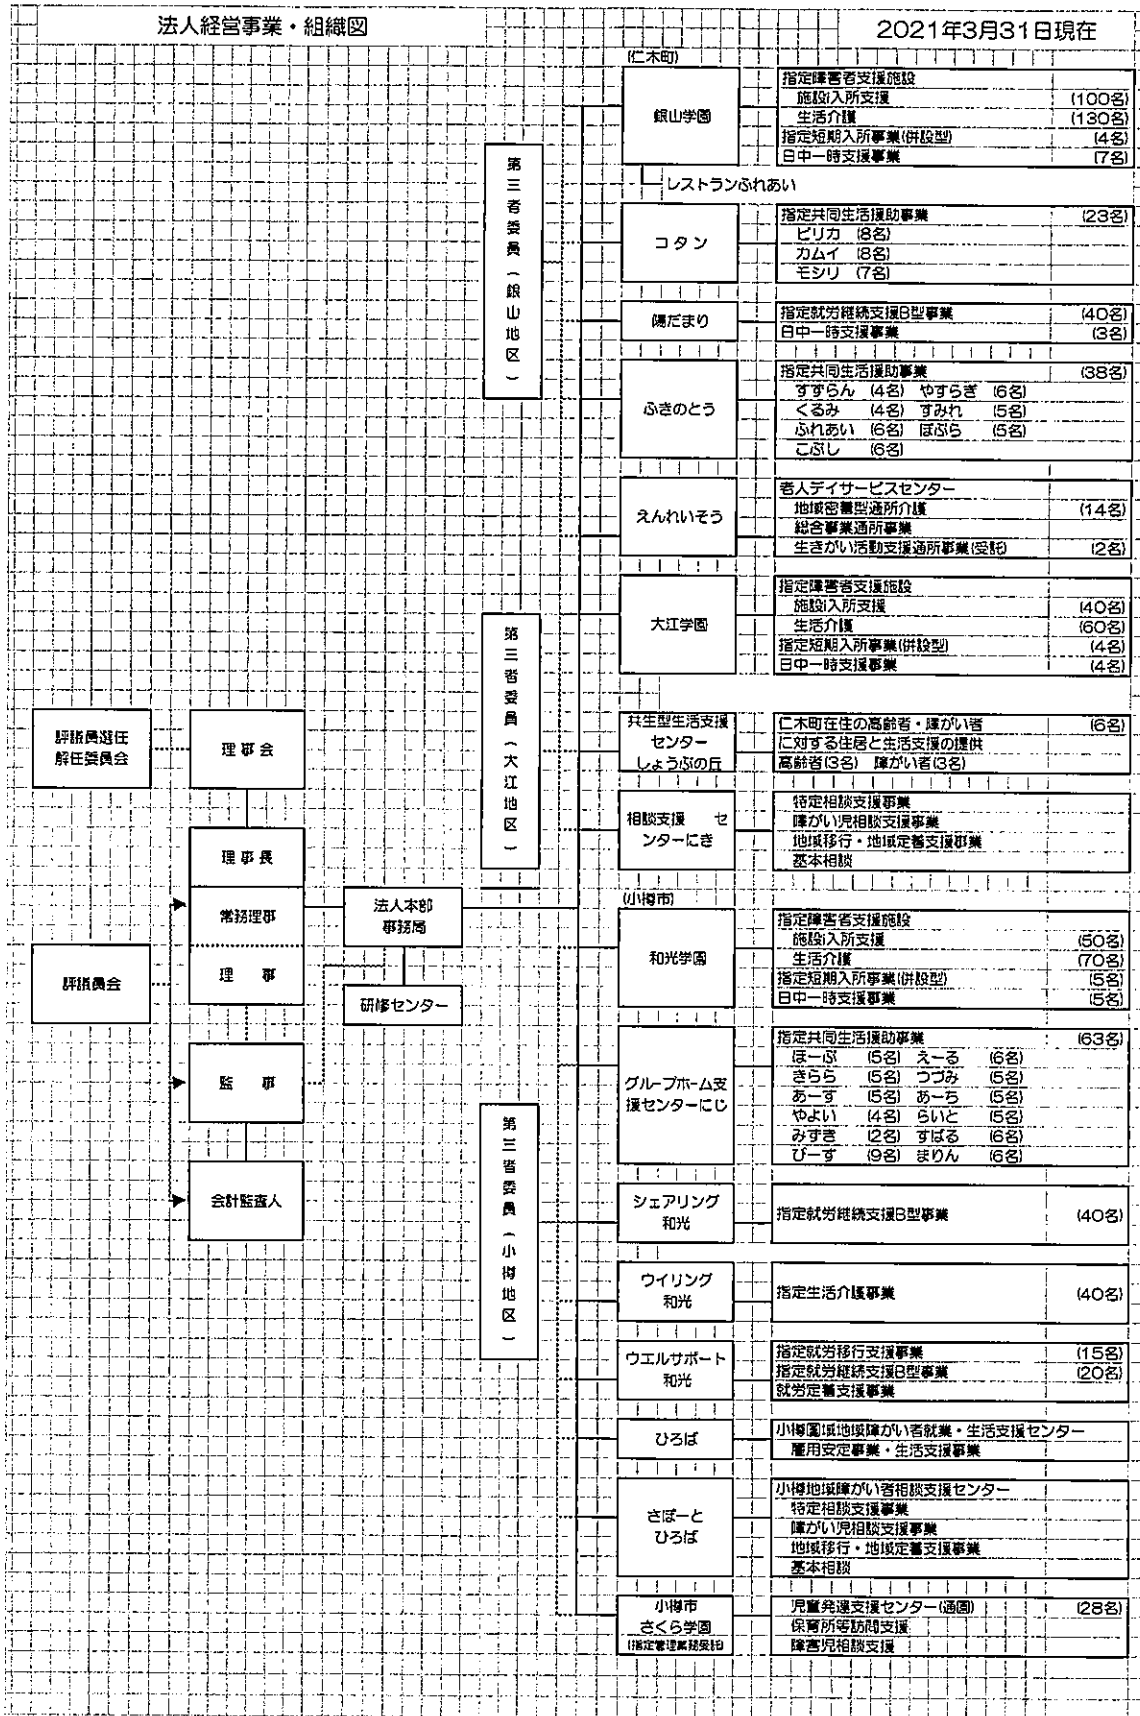 法人経営事業・組織図
2021年3月31日現在
(仁木町)
銀山学園
指定障害者支援施設
施設入所支援 (100名)
生活介護 (130名)
指定短期入所事業(併設型) (4名)
日中一時支援事業 (7名)
レストランふれあい
コタン
指定共同生活援助事業 (23名)
ピリカ (8名)
カムイ (8名)
モシリ (7名)
陽だまり
指定就労継続支援B型事業 (40名)
日中一時支援事業 (3名)
ふきのとう
指定共同生活援助事業 (38名)
すずらん (4名) やすらぎ (6名)
くるみ (4名) すみれ (5名)
ふれあい (6名) ぽぷら (5名)
こぶし (6名)
えんれいそう
老人デイサービスセンター
地域密着型通所介護 (14名)
総合事業通所事業
生きがい活動支援通所事業(受託) (2名)
大江学園
指定障害者支援施設
施設入所支援 (40名)
生活介護 (60名)
指定短期入所事業(併設型) (4名)
日中一時支援事業 (4名)
共生型生活支援
センター
しょうぶの丘
仁木町在住の高齢者・障がい者 (6名)
に対する住居と生活支援の提供
高齢者(3名) 障がい者(3名)
相談支援 セ
ンターにき
特定相談支援事業
障がい児相談支援事業
地域移行・地域定着支援事業
基本相談
(小樽市)
和光学園
指定障害者支援施設
施設入所支援 (50名)
生活介護 (70名)
指定短期入所事業(併設型) (5名)
日中一時支援事業 (5名)
グループホーム支
援センターにじ
指定共同生活援助事業 (63名)
ほーぷ (5名) えーる (6名)
きらら (5名) つづみ (5名)
あーす (5名) あーち (5名)
やよい (4名) らいと (5名)
みずき (2名) すばる (6名)
ぴーす (9名) まりん (6名)
シェアリング
和光
指定就労継続支援B型事業 (40名)
ウイリング
和光
指定生活介護事業 (40名)
ウエルサポート
和光
指定就労移行支援事業 (15名)
指定就労継続支援B型事業 (20名)
就労定着支援事業
ひろば
小樽圏域地域障がい者就業・生活支援センター
雇用安定事業・生活支援事業
さぽーと
ひろば
小樽地域障がい者相談支援センター
特定相談支援事業
障がい児相談支援事業
地域移行・地域定着支援事業
基本相談
小樽市
さくら学園
(指定管理業務受託)
児童発達支援センター(通園) (28名)
保育所等訪問支援
障害児相談支援
第三者委員(銀山地区)
第三者委員(大江地区)
第三者委員(小樽地区)
評議員選任
解任委員会
理事会
理事長
常務理事
理事
評議員会
監事
会計監査人
法人本部
事務局
研修センター